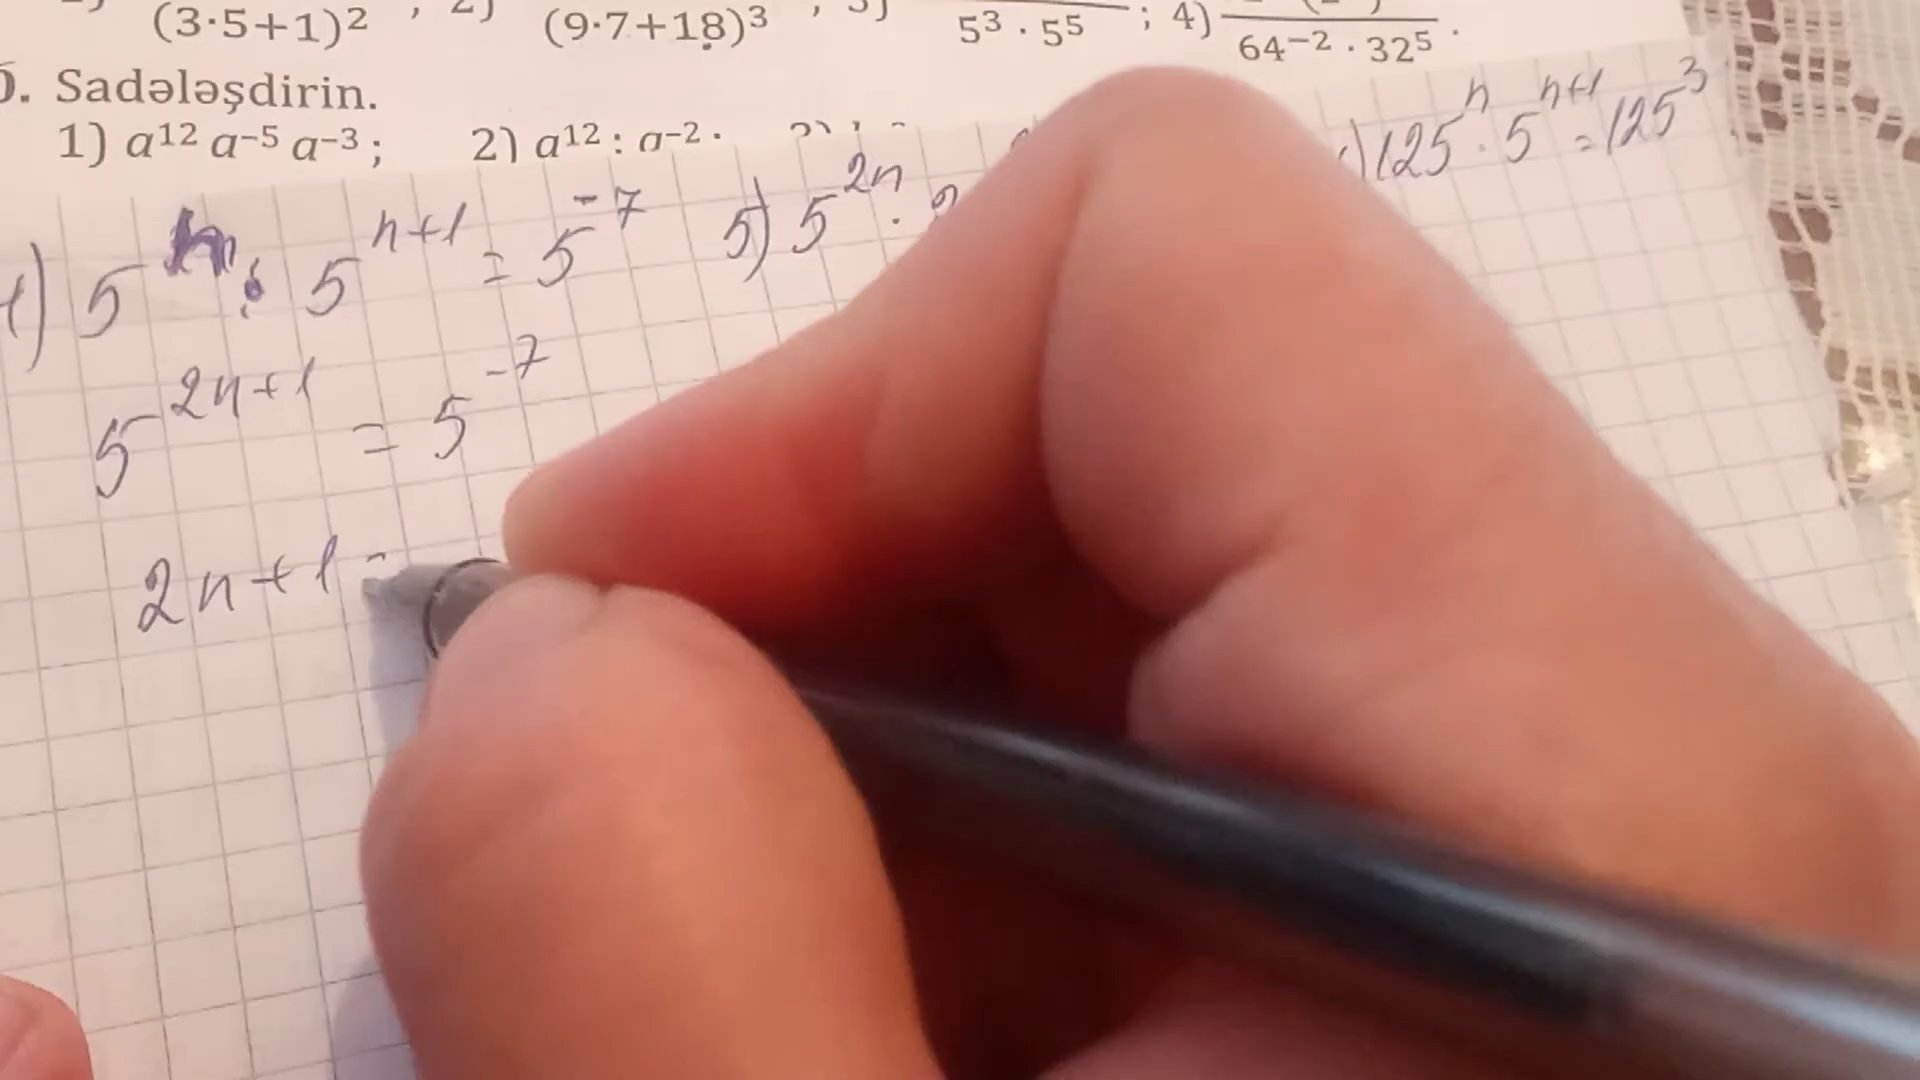 (3·5+1)² ; 2) (9·7+18)³ ; 3) 5³ · 5⁵ ; 4) 64⁻² · 32⁵ .
Sadələşdirin.
1) a¹² a⁻⁵ a⁻³ ; 2) a¹² : a⁻² ·
1) 5ⁿ · 5ⁿ⁺¹ = 5⁻⁷ 5) 5²ⁿ · 2 ) 125ⁿ · 5ⁿ⁺¹ = 125³
5²ⁿ⁺¹ = 5⁻⁷
2n+1 =